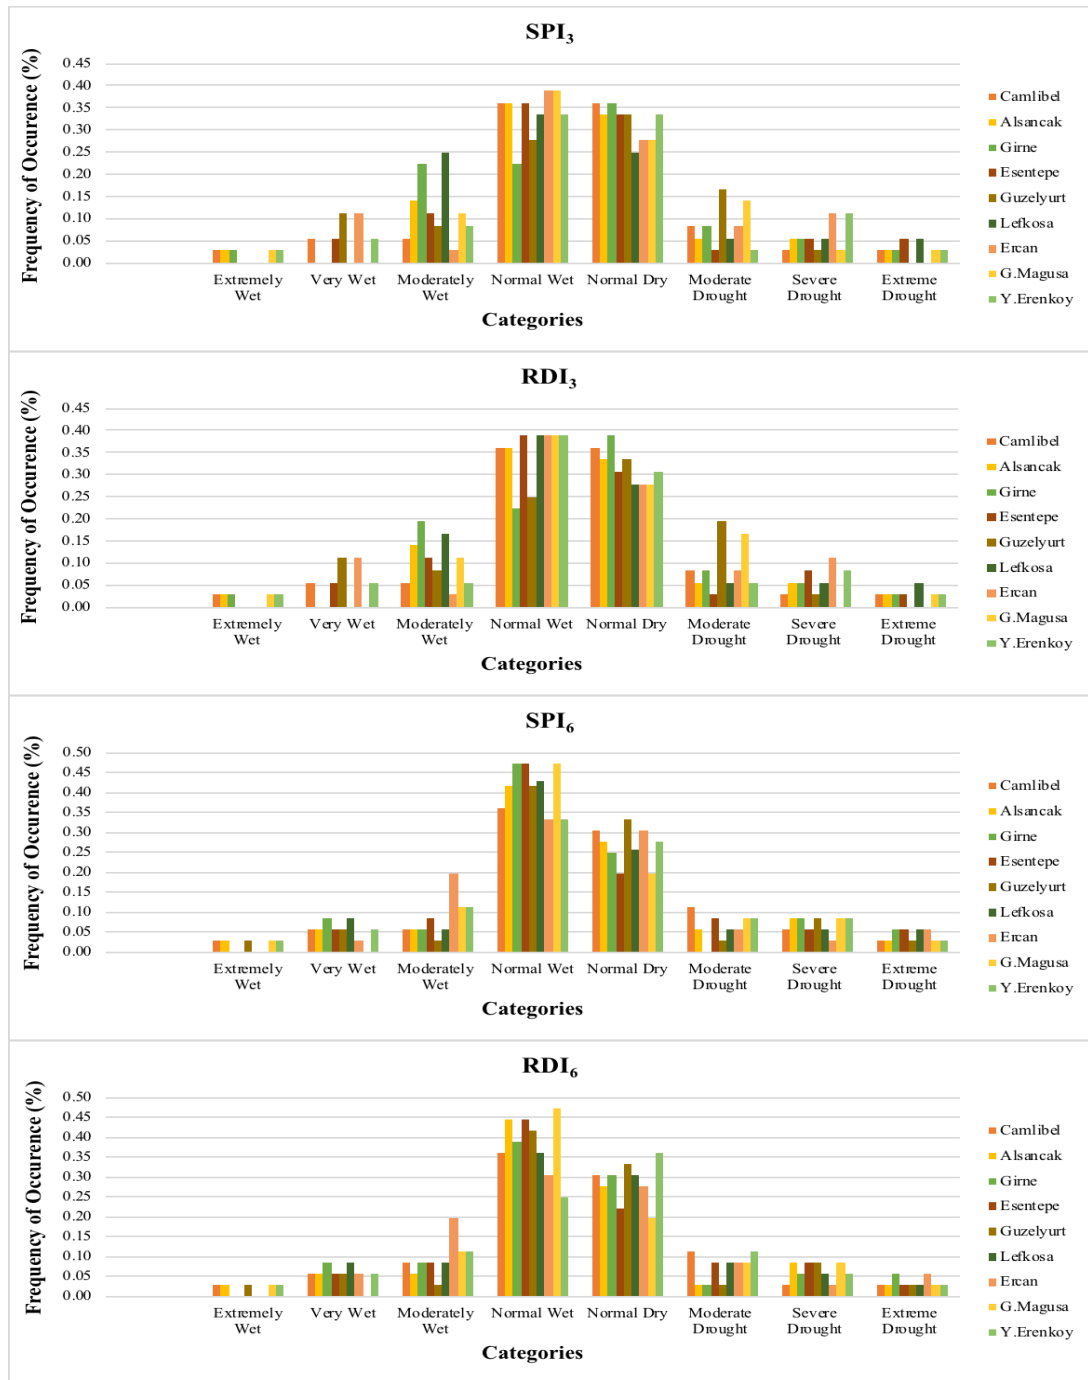 SPI3
Frequency of Occurence (%)
0.45
0.40
0.35
0.30
0.25
0.20
0.15
0.10
0.05
0.00
Extremely Wet
Very Wet
Moderately Wet
Normal Wet
Normal Dry
Moderate Drought
Severe Drought
Extreme Drought
Categories
Camlibel
Alsancak
Girne
Esentepe
Guzelyurt
Lefkosa
Ercan
G.Magusa
Y.Erenkoy
RDI3
Frequency of Occurence (%)
0.45
0.40
0.35
0.30
0.25
0.20
0.15
0.10
0.05
0.00
Extremely Wet
Very Wet
Moderately Wet
Normal Wet
Normal Dry
Moderate Drought
Severe Drought
Extreme Drought
Categories
Camlibel
Alsancak
Girne
Esentepe
Guzelyurt
Lefkosa
Ercan
G.Magusa
Y.Erenkoy
SPI6
Frequency of Occurence (%)
0.50
0.45
0.40
0.35
0.30
0.25
0.20
0.15
0.10
0.05
0.00
Extremely Wet
Very Wet
Moderately Wet
Normal Wet
Normal Dry
Moderate Drought
Severe Drought
Extreme Drought
Categories
Camlibel
Alsancak
Girne
Esentepe
Guzelyurt
Lefkosa
Ercan
G.Magusa
Y.Erenkoy
RDI6
Frequency of Occurence (%)
0.50
0.45
0.40
0.35
0.30
0.25
0.20
0.15
0.10
0.05
0.00
Extremely Wet
Very Wet
Moderately Wet
Normal Wet
Normal Dry
Moderate Drought
Severe Drought
Extreme Drought
Categories
Camlibel
Alsancak
Girne
Esentepe
Guzelyurt
Lefkosa
Ercan
G.Magusa
Y.Erenkoy